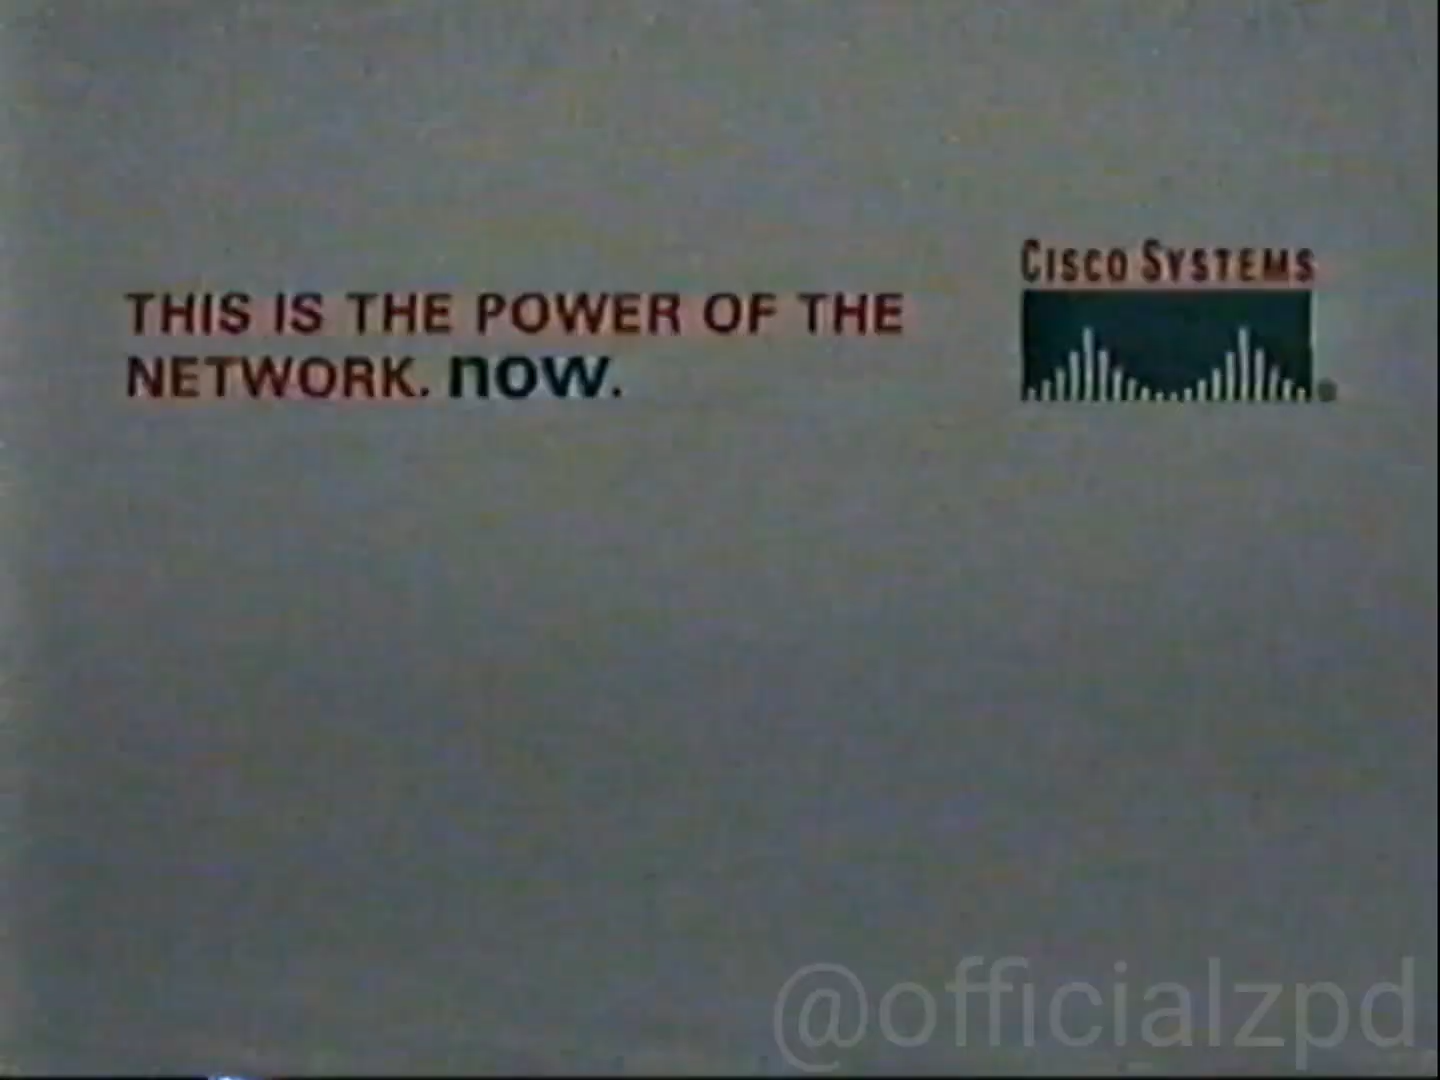 THIS IS THE POWER OF THE
NETWORK. now.
CISCO SYSTEMS
®
@officialzpd